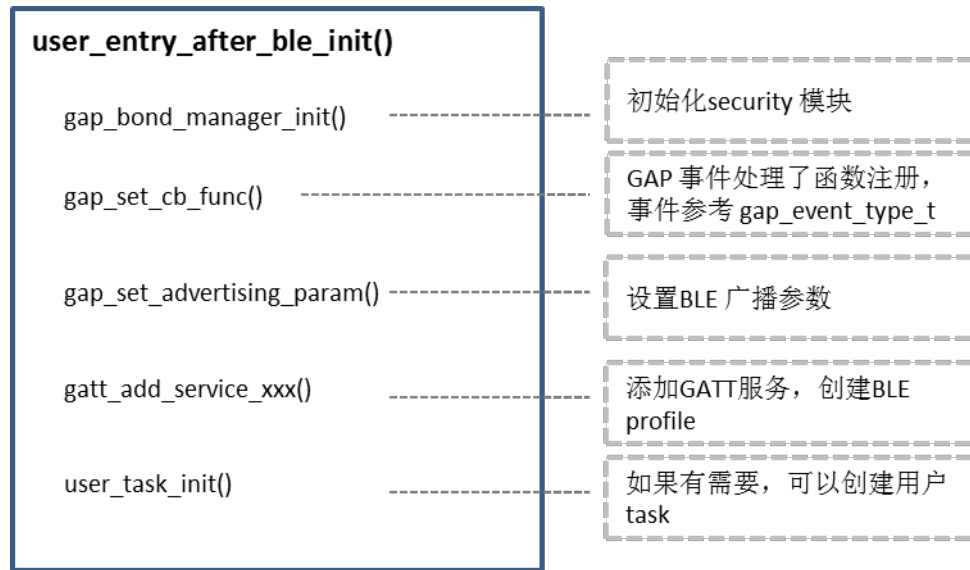 user_entry_after_ble_init()
gap_bond_manager_init()
初始化security 模块
gap_set_cb_func()
GAP 事件处理了函数注册，
事件参考 gap_event_type_t
gap_set_advertising_param()
设置BLE 广播参数
gatt_add_service_xxx()
添加GATT服务，创建BLE
profile
user_task_init()
如果有需要，可以创建用户
task